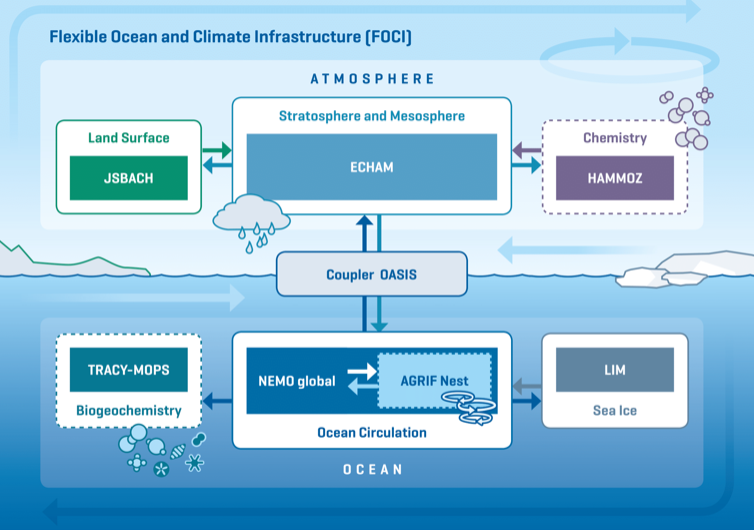 Flexible Ocean and Climate Infrastructure (FOCI)
ATMOSPHERE
Stratosphere and Mesosphere
Land Surface
Chemistry
JSBACH
ECHAM
HAMMOZ
Coupler OASIS
TRACY-MOPS
Biogeochemistry
NEMO global
AGRIF Nest
Ocean Circulation
LIM
Sea Ice
OCEAN